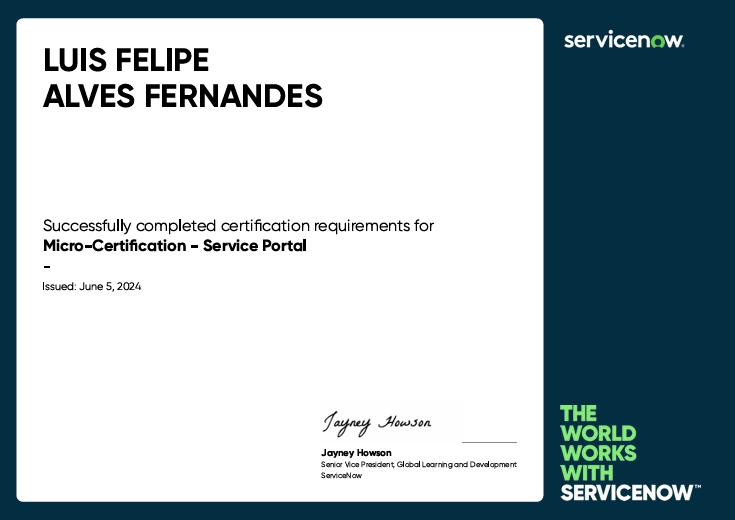 LUIS FELIPE
ALVES FERNANDES
servicenow.
Successfully completed certification requirements for
Micro-Certification - Service Portal
-
Issued: June 5, 2024
Jayney Howson
Jayney Howson
Senior Vice President, Global Learning and Development
ServiceNow
THE
WORLD
WORKS
WITH
SERVICENOW™